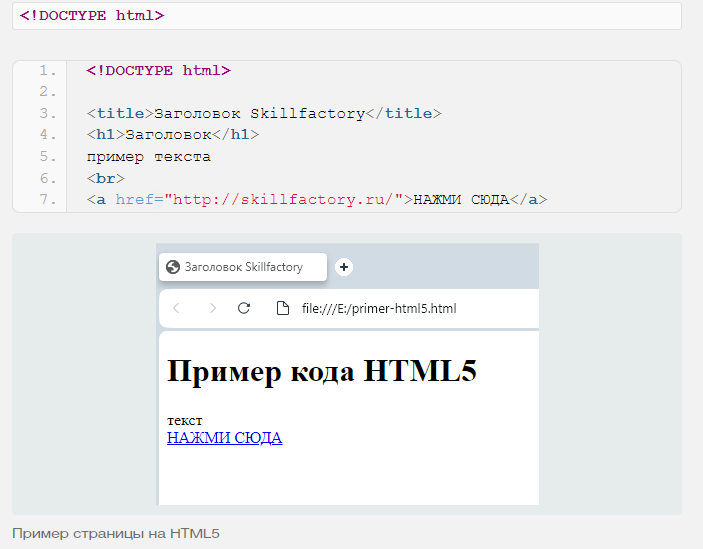 <!DOCTYPE html>
1. <!DOCTYPE html>
2.
3. <title>Заголовок Skillfactory</title>
4. <h1>Заголовок</h1>
5. пример текста
6. <br>
7. <a href="http://skillfactory.ru/">НАЖМИ СЮДА</a>
Заголовок Skillfactory
file:///E:/primer-html5.html
Пример кода HTML5
текст
НАЖМИ СЮДА
Пример страницы на HTML5